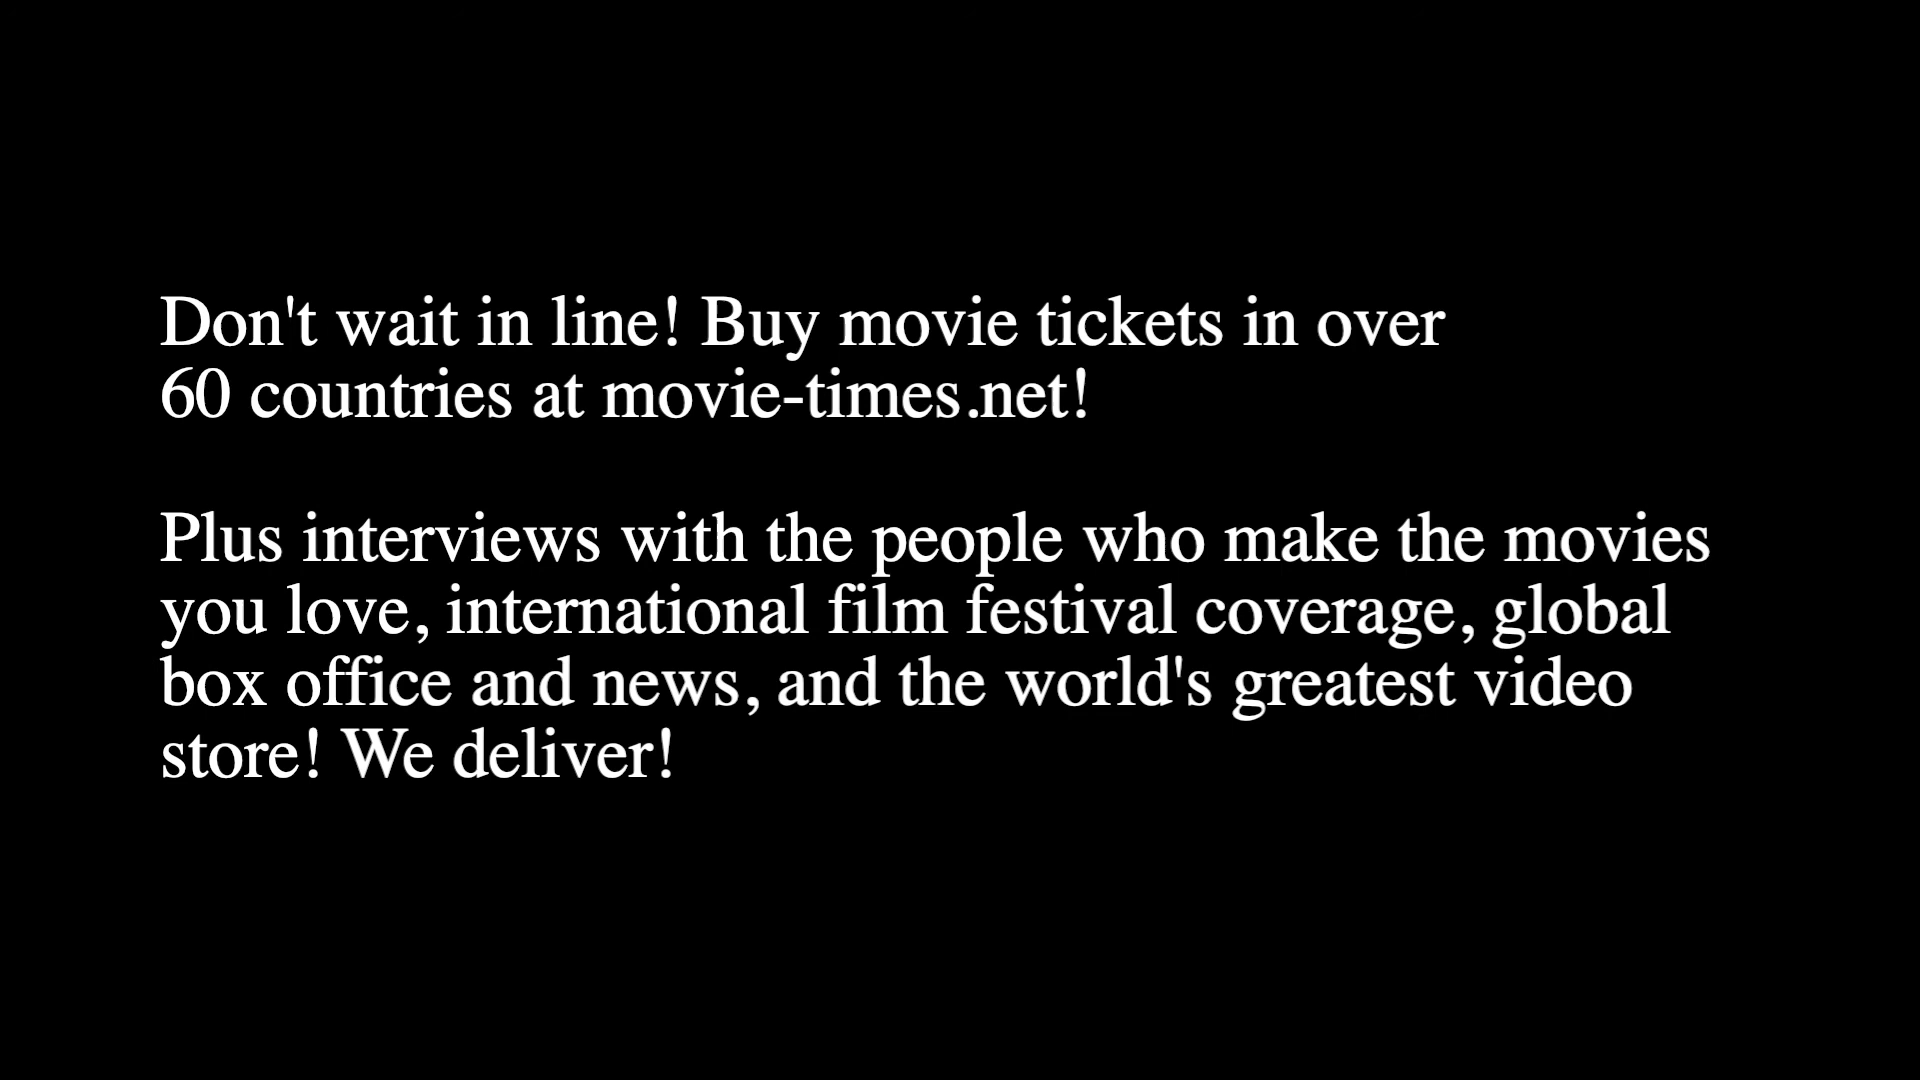 Don't wait in line! Buy movie tickets in over
60 countries at movie-times.net!
Plus interviews with the people who make the movies
you love, international film festival coverage, global
box office and news, and the world's greatest video
store! We deliver!